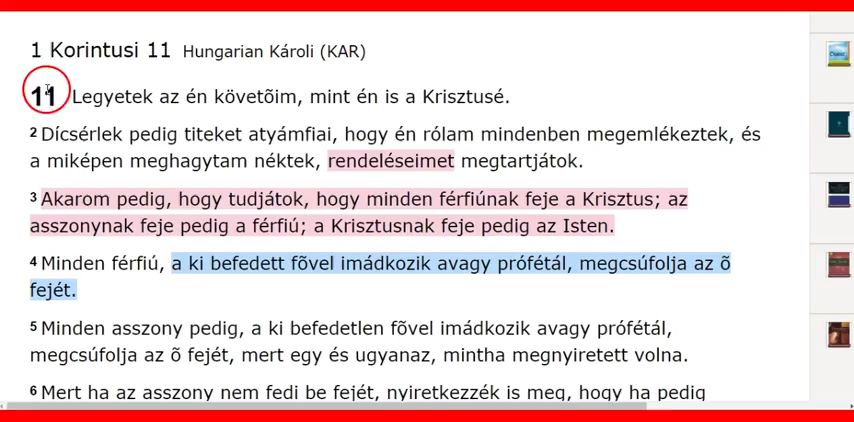 1 Korintusi 11 Hungarian Károli (KAR)
11 Legyetek az én követõim, mint én is a Krisztusé.
2 Dícsérlek pedig titeket atyámfiai, hogy én rólam mindenben megemlékeztek, és
a miképen meghagytam néktek, rendeléseimet megtartjátok.
3 Akarom pedig, hogy tudjátok, hogy minden férfiúnak feje a Krisztus; az
asszonynak feje pedig a férfiú; a Krisztusnak feje pedig az Isten.
4 Minden férfiú, a ki befedett fõvel imádkozik avagy prófétál, megcsúfolja az õ
fejét.
5 Minden asszony pedig, a ki befedetlen fõvel imádkozik avagy prófétál,
megcsúfolja az õ fejét, mert egy és ugyanaz, mintha megnyiretett volna.
6 Mert ha az asszony nem fedi be fejét, nyiretkezzék is meg, hogy ha pedig